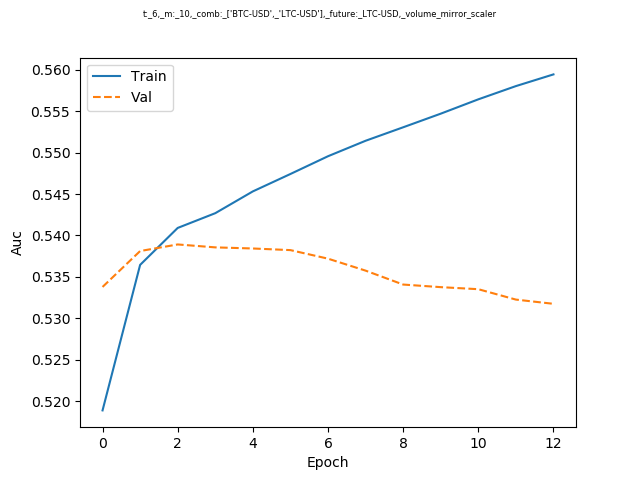 t:_6,_m:_10,_comb:_['BTC-USD',_'LTC-USD'],_future:_LTC-USD,_volume_mirror_scaler
0.560
0.555
0.550
0.545
0.540
0.535
0.530
0.525
0.520
Auc
Train
Val
0 2 4 6 8 10 12
Epoch